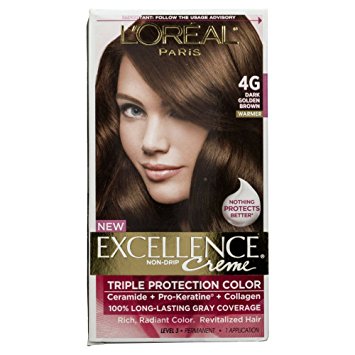 IMPORTANT: FOLLOW THE USAGE ADVISORY
L'ORÉAL
PARIS
4G
DARK
GOLDEN
BROWN
WARMER
NOTHING
PROTECTS
BETTER*
NEW
EXCELLENCE®
NON-DRIP Creme
TRIPLE PROTECTION COLOR
Ceramide + Pro-Keratine® + Collagen
100% LONG-LASTING GRAY COVERAGE
Rich, Radiant Color. Revitalized Hair
LEVEL 3 • PERMANENT • 1 APPLICATION